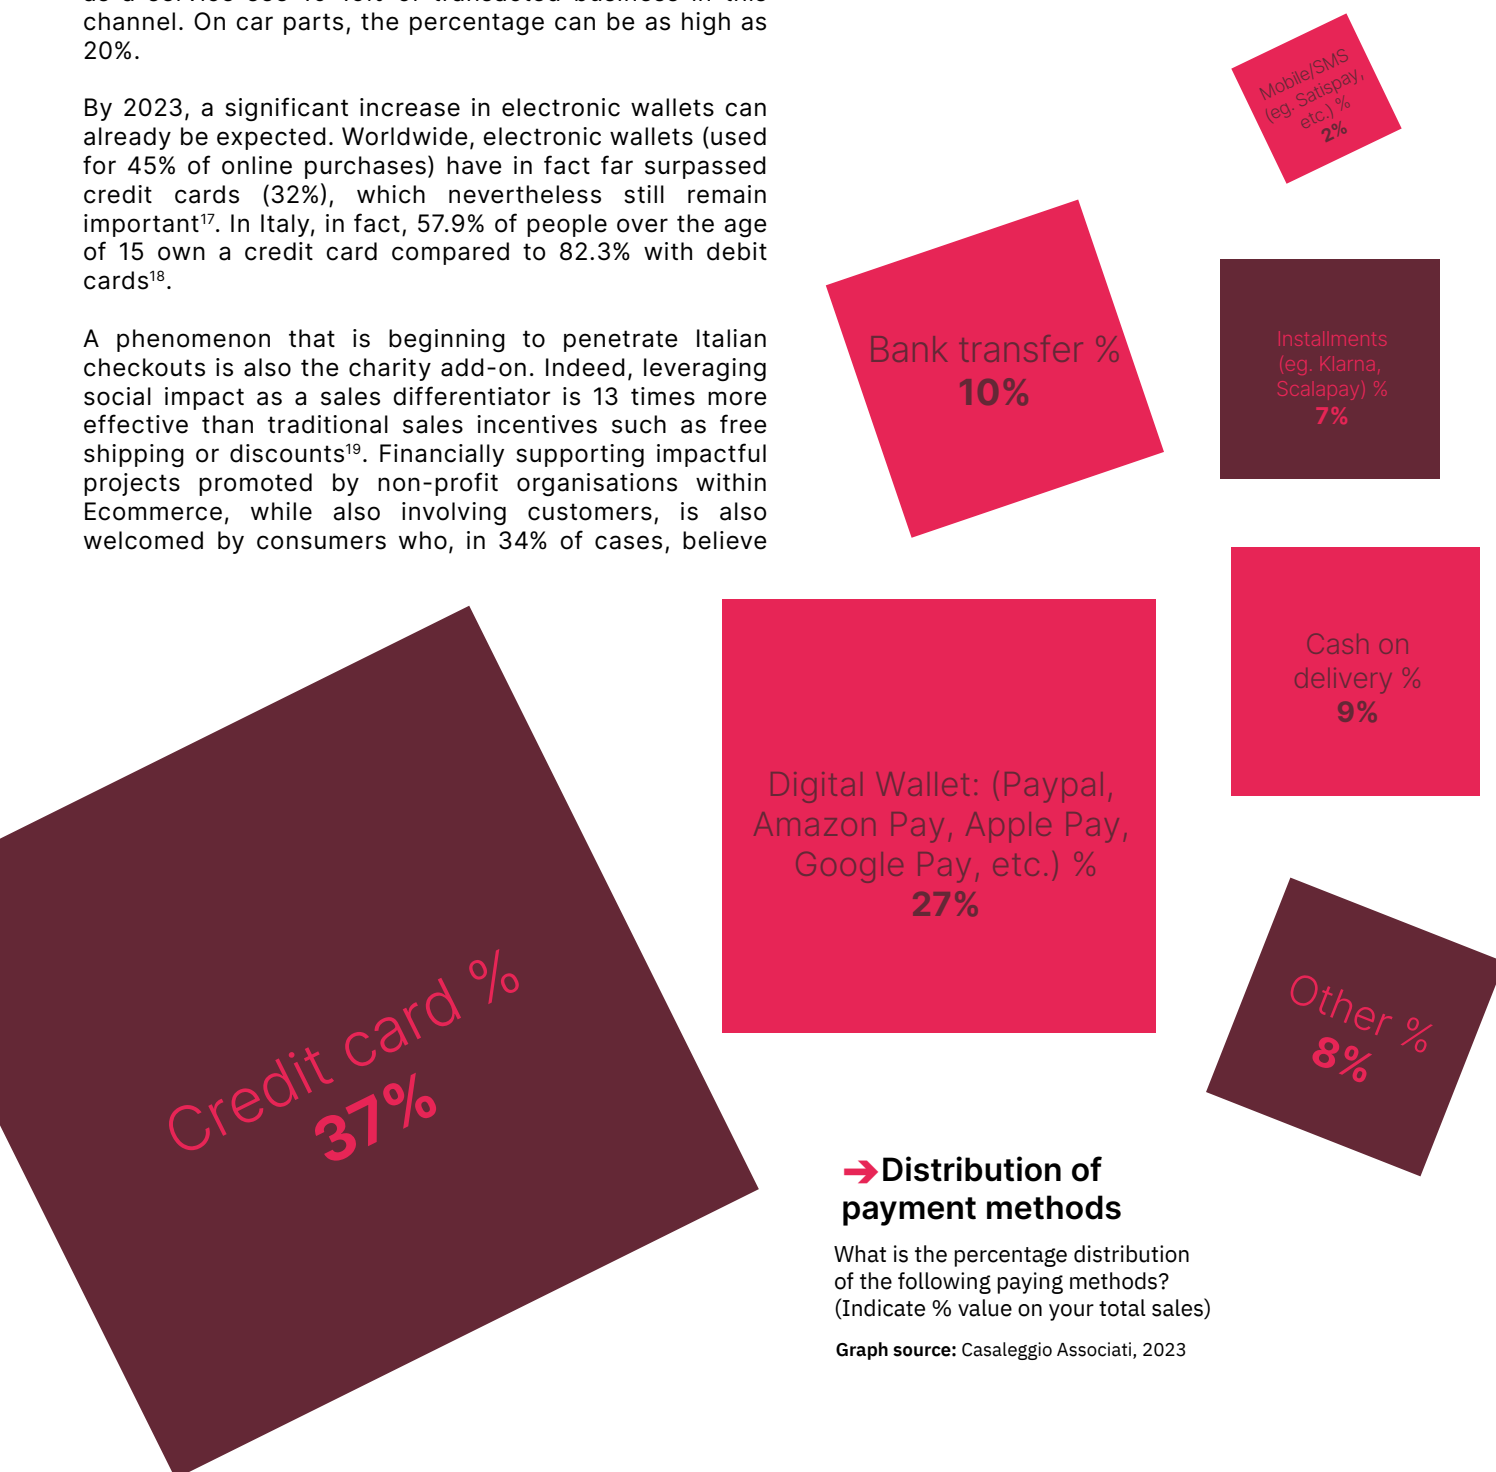 channel. On car parts, the percentage can be as high as
20%.
By 2023, a significant increase in electronic wallets can
already be expected. Worldwide, electronic wallets (used
for 45% of online purchases) have in fact far surpassed
credit cards (32%), which nevertheless still remain
important¹⁷. In Italy, in fact, 57.9% of people over the age
of 15 own a credit card compared to 82.3% with debit
cards¹⁸.
A phenomenon that is beginning to penetrate Italian
checkouts is also the charity add-on. Indeed, leveraging
social impact as a sales differentiator is 13 times more
effective than traditional sales incentives such as free
shipping or discounts¹⁹. Financially supporting impactful
projects promoted by non-profit organisations within
Ecommerce, while also involving customers, is also
welcomed by consumers who, in 34% of cases, believe
Mobile/SMS
(eg. Satispay,
etc.) %
2%
Bank transfer %
10%
Installments
(eg. Klarna,
Scalapay) %
7%
Cash on
delivery %
9%
Digital Wallet: (Paypal,
Amazon Pay, Apple Pay,
Google Pay, etc.) %
27%
Credit card %
37%
Other %
8%
➔Distribution of
payment methods
What is the percentage distribution
of the following paying methods?
(Indicate % value on your total sales)
Graph source: Casaleggio Associati, 2023